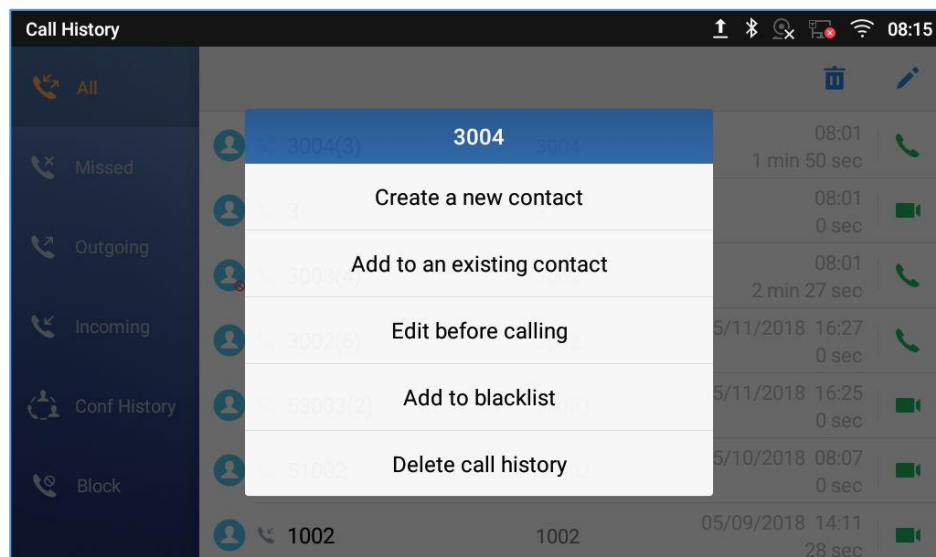 Call History
08:15
All
Missed
Outgoing
Incoming
Conf History
Block
3004
Create a new contact
Add to an existing contact
Edit before calling
Add to blacklist
Delete call history
3004(3) 3004 08:01
1 min 50 sec
3 08:01
0 sec
3003(4) 08:01
2 min 27 sec
3002(6) 5/11/2018 16:27
0 sec
53003(2) 5/11/2018 16:25
0 sec
51002 5/10/2018 08:07
0 sec
1002 1002 05/09/2018 14:11
28 sec